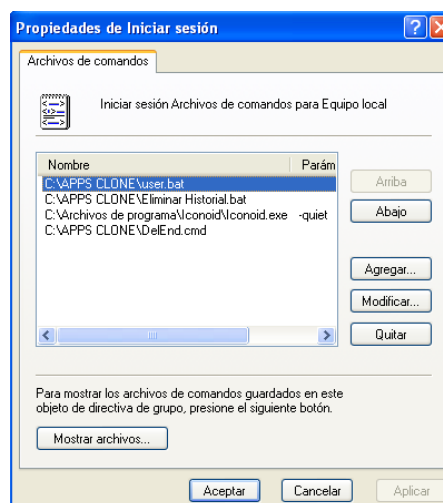 Propiedades de Iniciar sesión
Archivos de comandos
Iniciar sesión Archivos de comandos para Equipo local
Nombre Parám
C:\APPS CLONE\user.bat
C:\APPS CLONE\Eliminar Historial.bat
C:\Archivos de programa\Iconoid\Iconoid.exe -quiet
C:\APPS CLONE\DelEnd.cmd
Arriba
Abajo
Agregar...
Modificar...
Quitar
Para mostrar los archivos de comandos guardados en este
objeto de directiva de grupo, presione el siguiente botón.
Mostrar archivos...
Aceptar Cancelar Aplicar